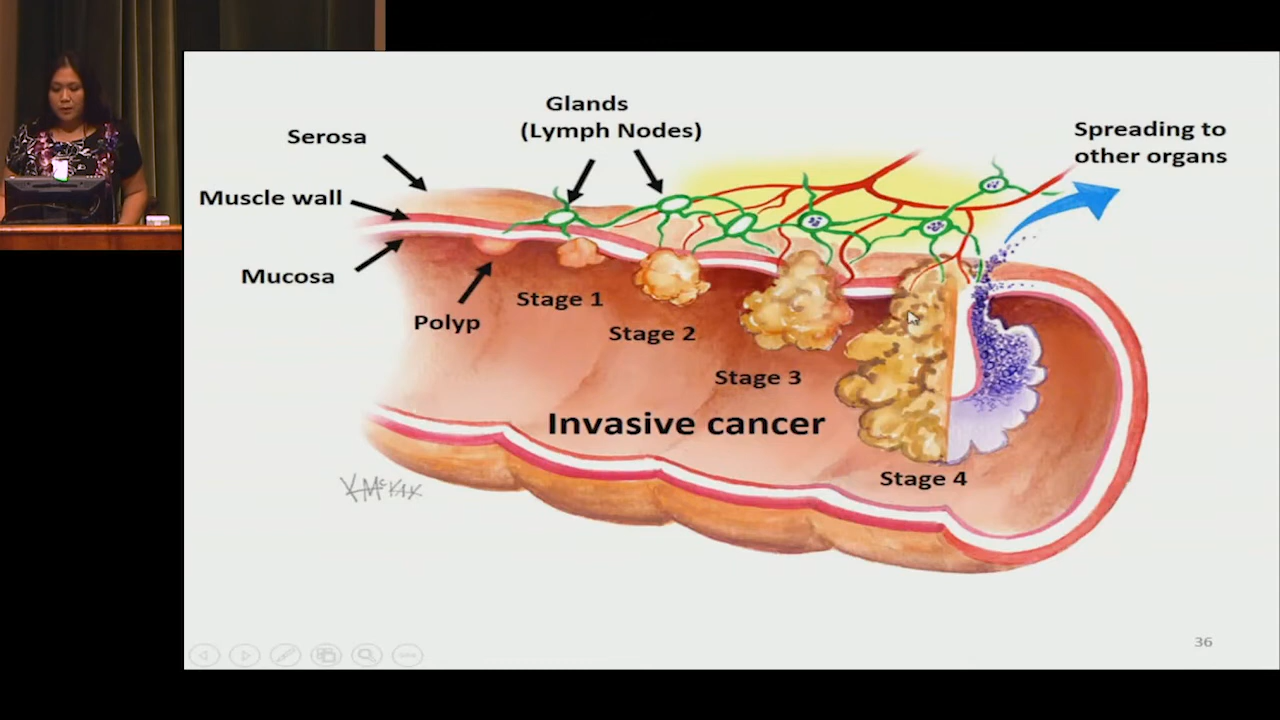 Glands
(Lymph Nodes)
Serosa
Spreading to
other organs
Muscle wall
Mucosa
Polyp
Stage 1
Stage 2
Stage 3
Invasive cancer
Stage 4
36